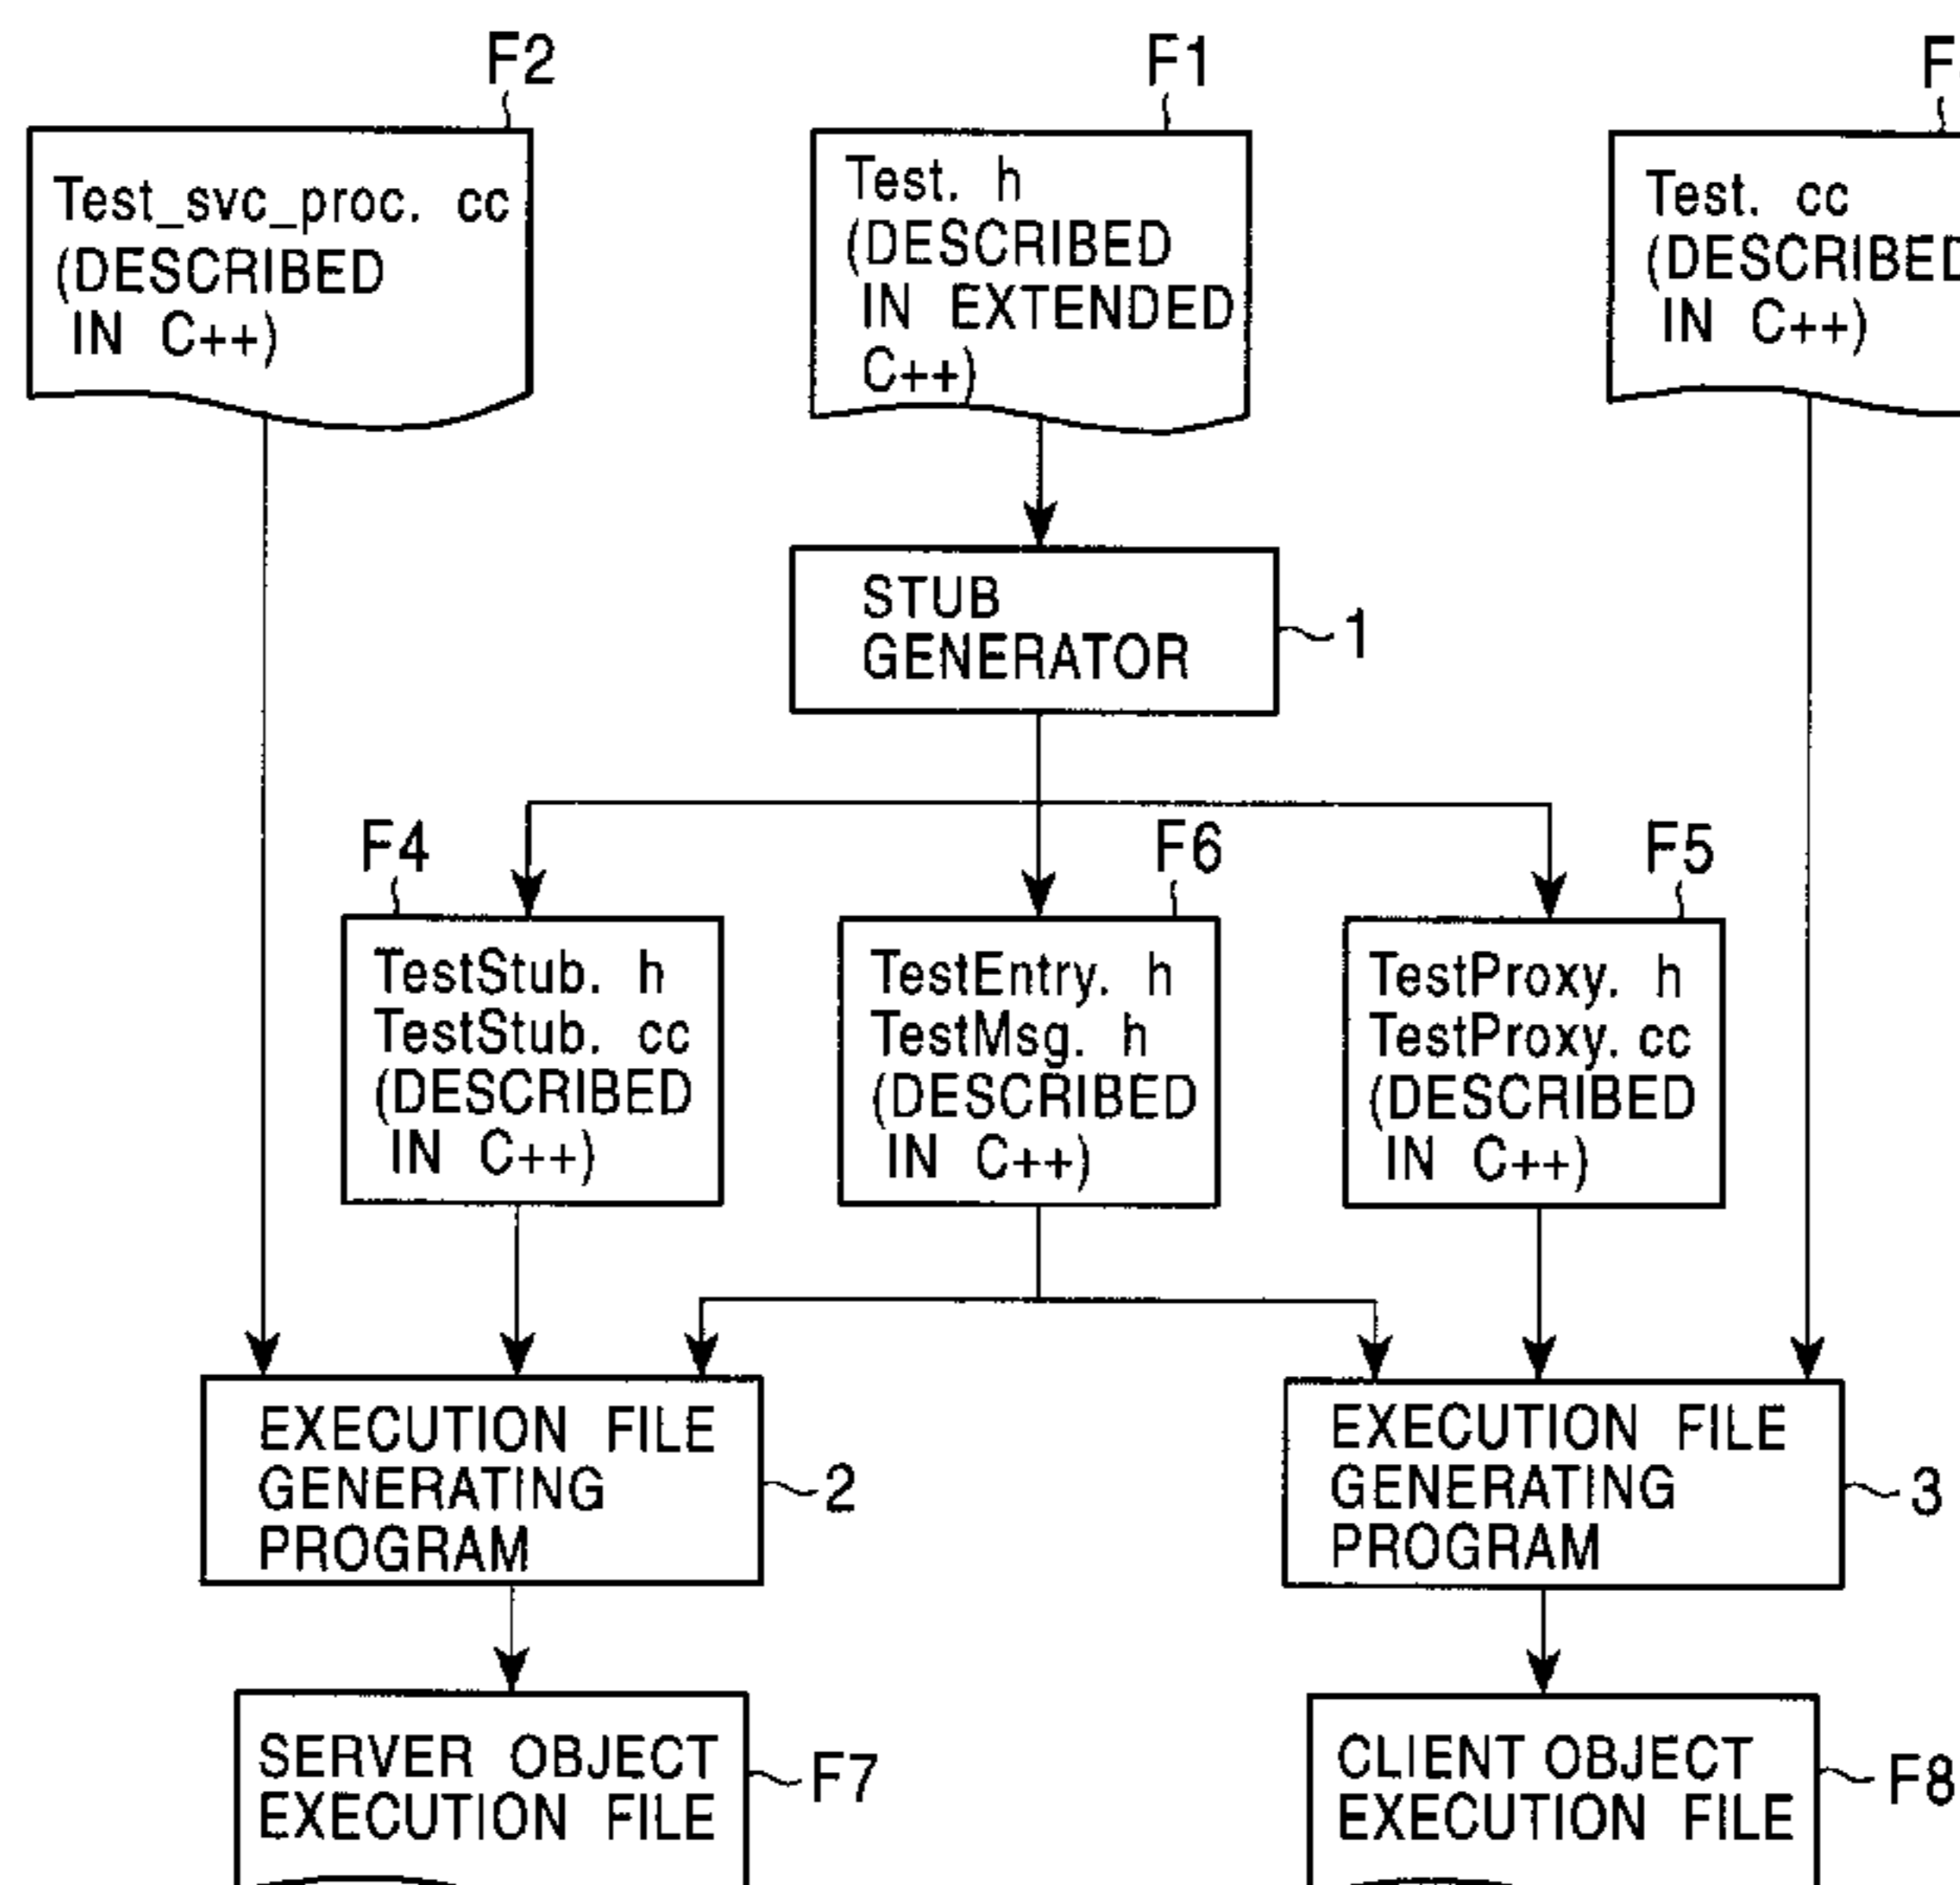 F2
F1
F
Test_svc_proc. cc
(DESCRIBED
IN C++)
Test. h
(DESCRIBED
IN EXTENDED
C++)
Test. cc
(DESCRIBED
IN C++)
STUB
GENERATOR
1
F4
F6
F5
TestStub. h
TestStub. cc
(DESCRIBED
IN C++)
TestEntry. h
TestMsg. h
(DESCRIBED
IN C++)
TestProxy. h
TestProxy. cc
(DESCRIBED
IN C++)
EXECUTION FILE
GENERATING
PROGRAM
2
EXECUTION FILE
GENERATING
PROGRAM
3
SERVER OBJECT
EXECUTION FILE
F7
CLIENT OBJECT
EXECUTION FILE
F8